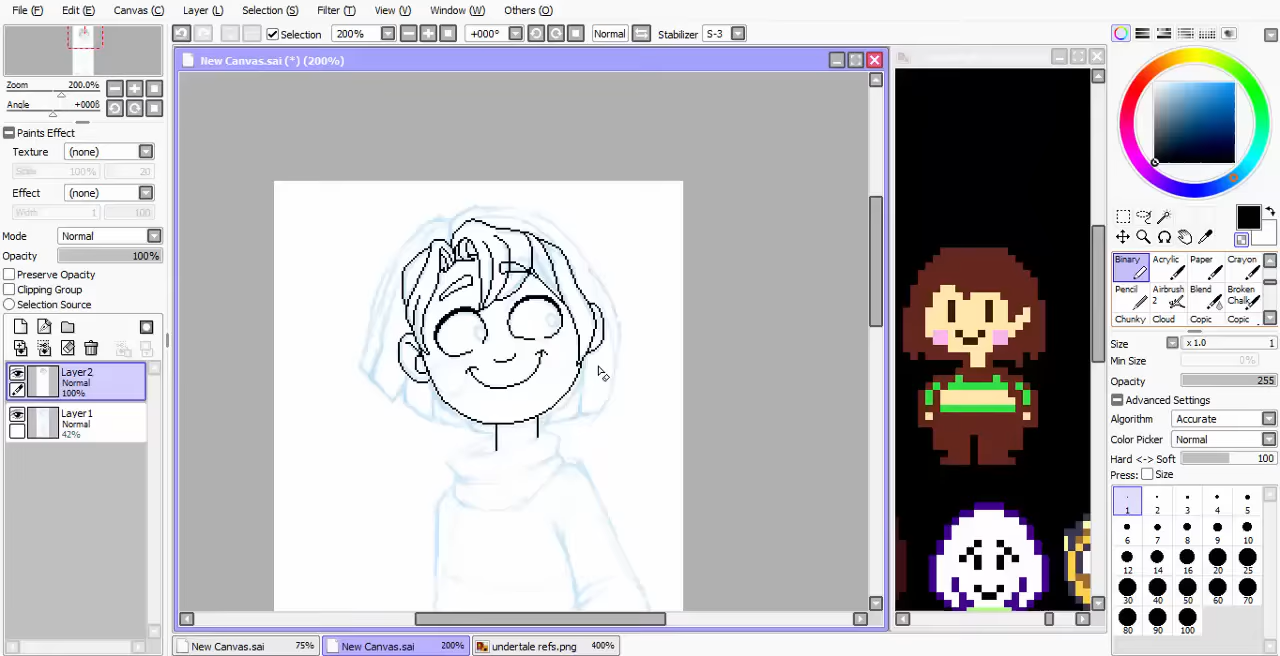 File (F) Edit (E) Canvas (C) Layer (L) Selection (S) Filter (T) View (V) Window (W) Others (O)
Selection 200% +000° Normal Stabilizer S-3
New Canvas.sai (*) (200%)
Zoom 200.0%
Angle +000ß
Paints Effect
Texture (none)
Scale 100% 20
Effect (none)
Width 1 100
Mode Normal
Opacity 100%
Preserve Opacity
Clipping Group
Selection Source
Layer2
Normal
100%
Layer1
Normal
42%
Binary Acrylic Paper Crayon
Pencil Airbrush 2 Blend Broken Chalk
Chunky Cloud Copic Copic
Size x 1.0 1
Min Size 0%
Opacity 255
Advanced Settings
Algorithm Accurate
Color Picker Normal
Hard <-> Soft 100
Press: Size
1 2 3 4 5
6 7 8 9 10
12 14 16 20 25
30 40 50 60 70
80 90 100
New Canvas.sai 75% New Canvas.sai 200% undertale refs.png 400%